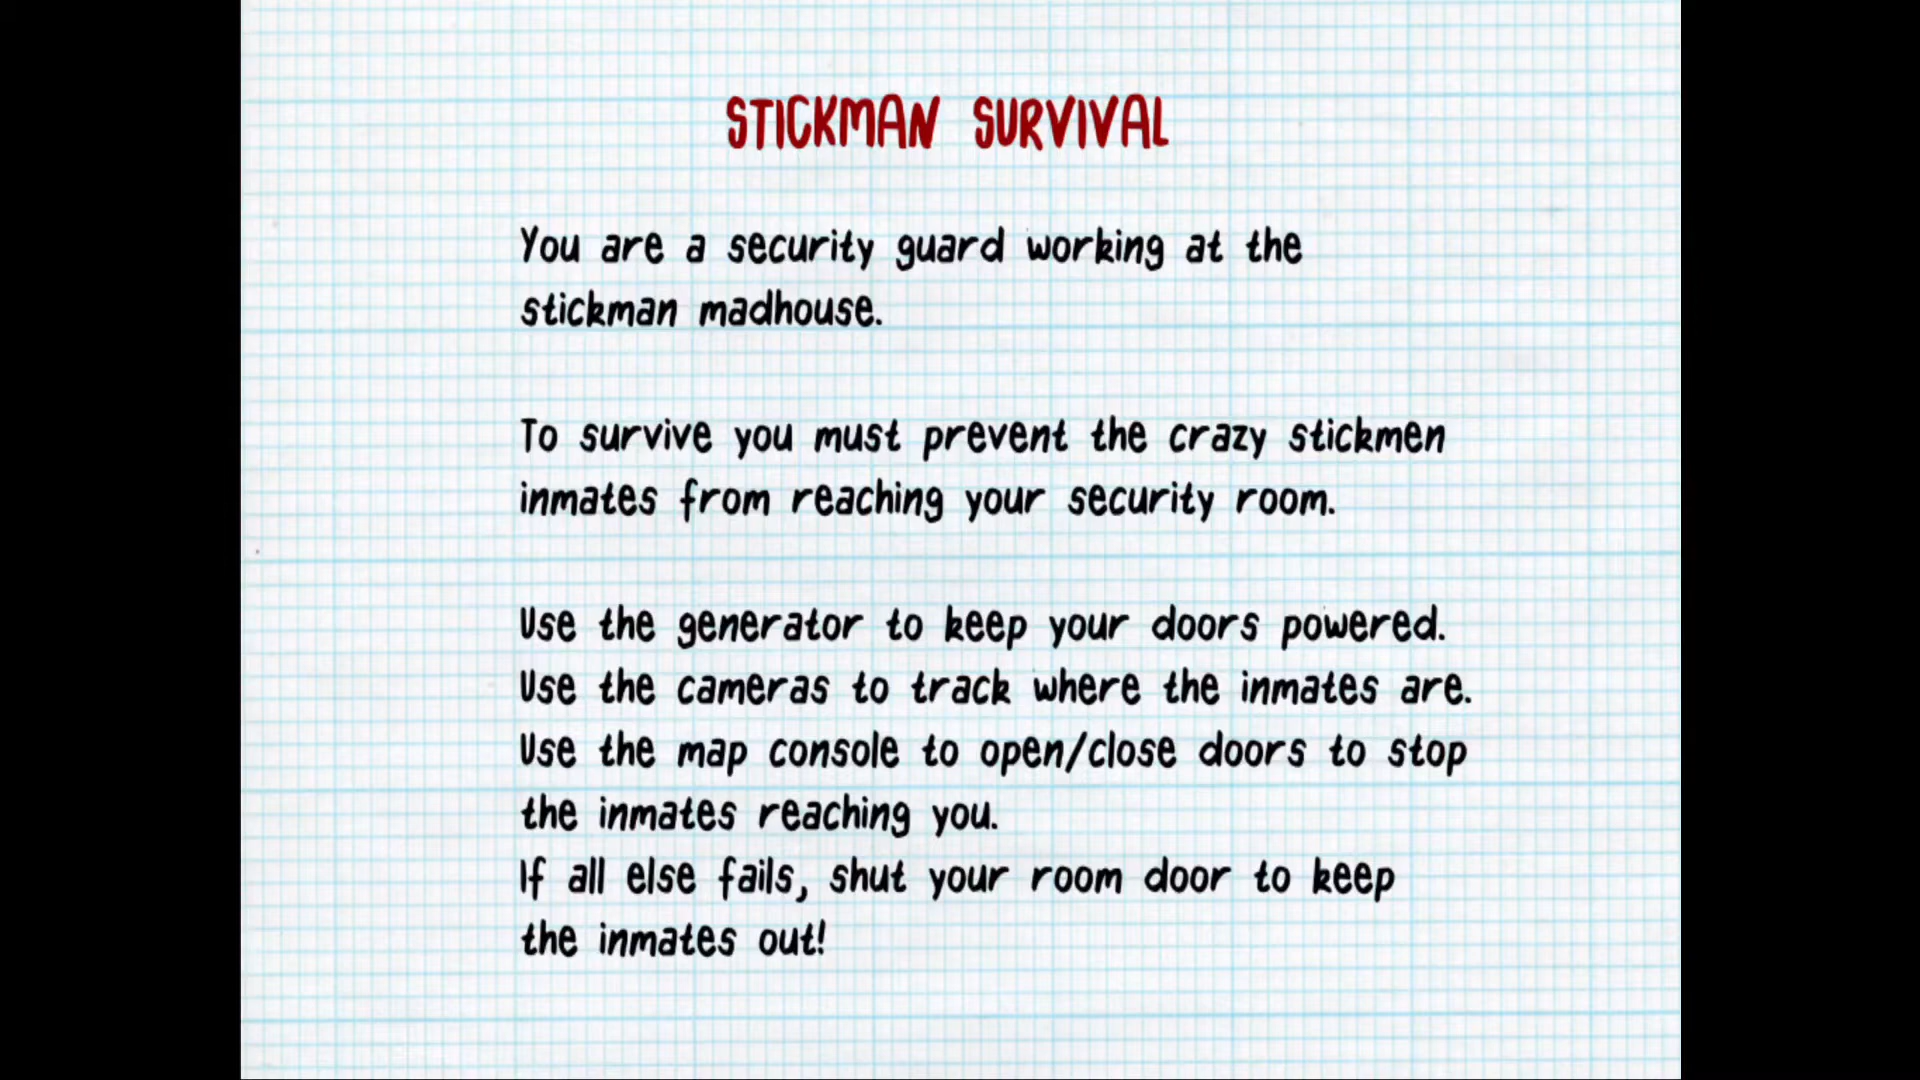 STICKMAN SURVIVAL
You are a security guard working at the
stickman madhouse.
To survive you must prevent the crazy stickmen
inmates from reaching your security room.
Use the generator to keep your doors powered.
Use the cameras to track where the inmates are.
Use the map console to open/close doors to stop
the inmates reaching you.
If all else fails, shut your room door to keep
the inmates out!